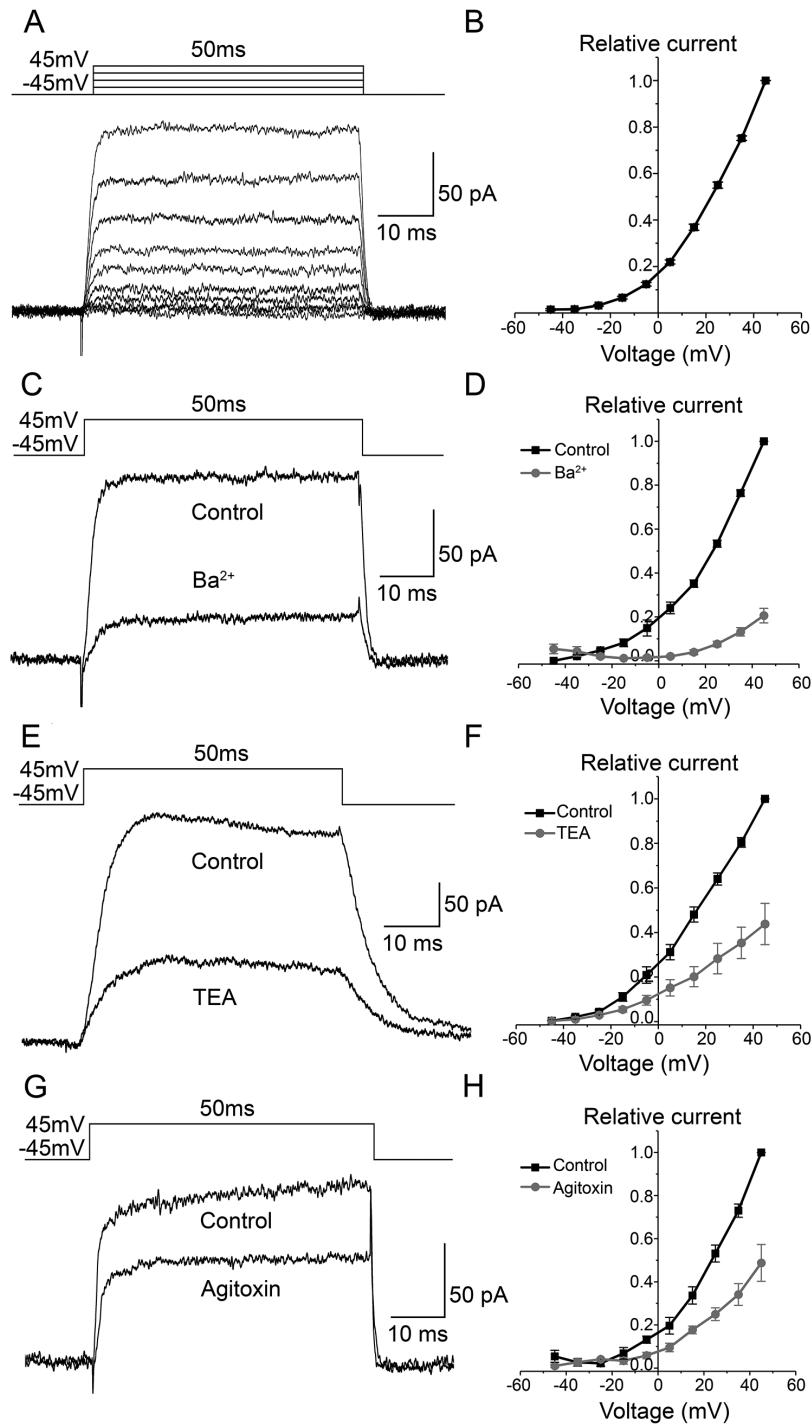 A
50ms
45mV
-45mV
50 pA
10 ms
B
Relative current
1.0
0.8
0.6
0.4
0.2
-60 -40 -20 0 20 40 60
Voltage (mV)
C
50ms
45mV
-45mV
Control
Ba²⁺
50 pA
10 ms
D
Relative current
Control
Ba²⁺
1.0
0.8
0.6
0.4
0.2
0.0
-60 -40 -20 0 20 40 60
Voltage (mV)
E
50ms
45mV
-45mV
Control
TEA
50 pA
10 ms
F
Relative current
Control
TEA
1.0
0.8
0.6
0.4
0.2
0.0
-60 -40 -20 0 20 40 60
Voltage (mV)
G
50ms
45mV
-45mV
Control
Agitoxin
50 pA
10 ms
H
Relative current
Control
Agitoxin
1.0
0.8
0.6
0.4
0.2
0.0
-60 -40 -20 0 20 40 60
Voltage (mV)